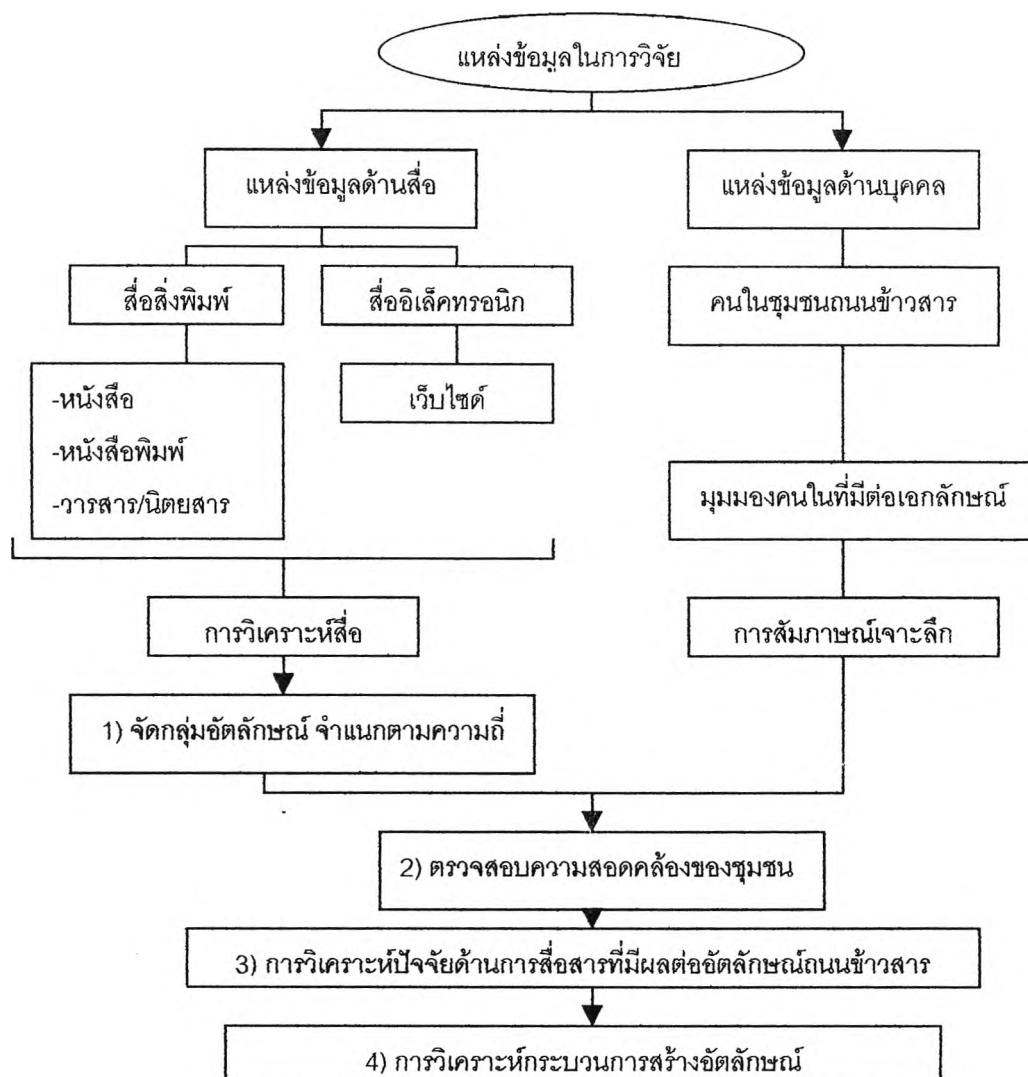 แหล่งข้อมูลในการวิจัย
แหล่งข้อมูลด้านสื่อ
แหล่งข้อมูลด้านบุคคล
สื่อสิ่งพิมพ์
สื่ออิเล็คทรอนิก
คนในชุมชนถนนข้าวสาร
-หนังสือ
-หนังสือพิมพ์
-วารสาร/นิตยสาร
เว็บไซด์
มุมมองคนในที่มีต่อเอกลักษณ์
การวิเคราะห์สื่อ
การสัมภาษณ์เจาะลึก
1) จัดกลุ่มอัตลักษณ์ จำแนกตามความถี่
2) ตรวจสอบความสอดคล้องของชุมชน
3) การวิเคราะห์ปัจจัยด้านการสื่อสารที่มีผลต่ออัตลักษณ์ถนนข้าวสาร
4) การวิเคราะห์กระบวนการสร้างอัตลักษณ์